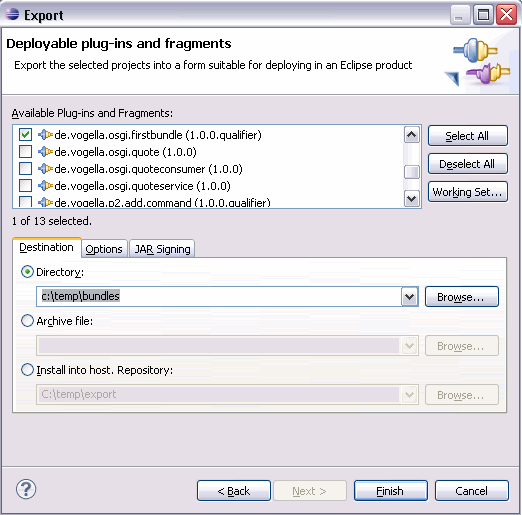 Export
Deployable plug-ins and fragments
Export the selected projects into a form suitable for deploying in an Eclipse product
Available Plug-ins and Fragments:
de.vogella.osgi.firstbundle (1.0.0.qualifier)
de.vogella.osgi.quote (1.0.0)
de.vogella.osgi.quoteconsumer (1.0.0)
de.vogella.osgi.quoteservice (1.0.0)
de.vogella.p2.add.command (1.0.0.qualifier)
Select All
Deselect All
Working Set...
1 of 13 selected.
Destination Options JAR Signing
Directory:
c:\temp\bundles Browse...
Archive file:
Browse...
Install into host. Repository:
C:\temp\export Browse...
? < Back Next > Finish Cancel